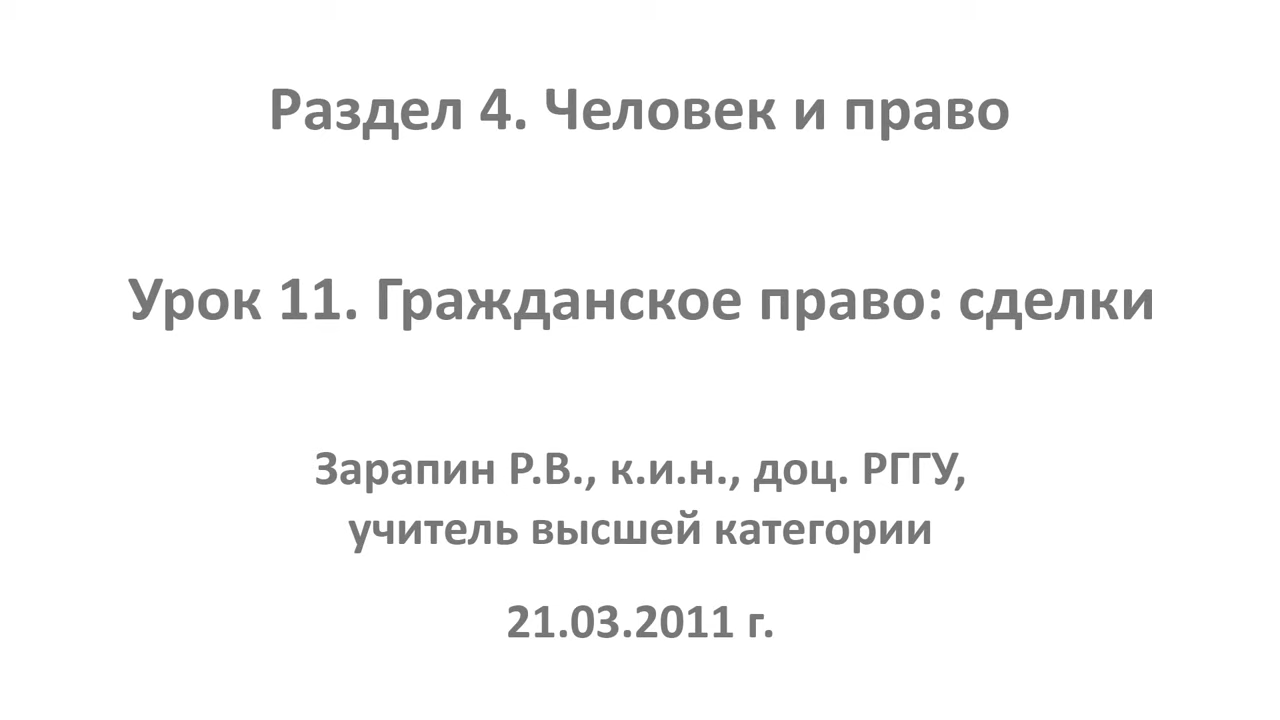 Раздел 4. Человек и право
Урок 11. Гражданское право: сделки
Зарапин Р.В., к.и.н., доц. РГГУ,
учитель высшей категории
21.03.2011 г.